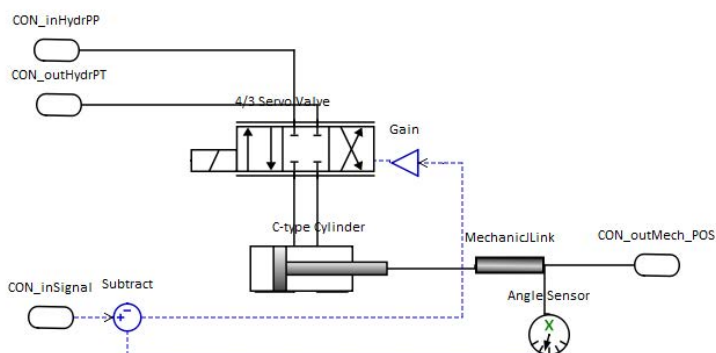 CON_inHydrPP
CON_outHydrPT
4/3 Servo Valve
Gain
C-type Cylinder
MechanicJLink
CON_outMech_POS
CON_inSignal
Subtract
Angle Sensor
X